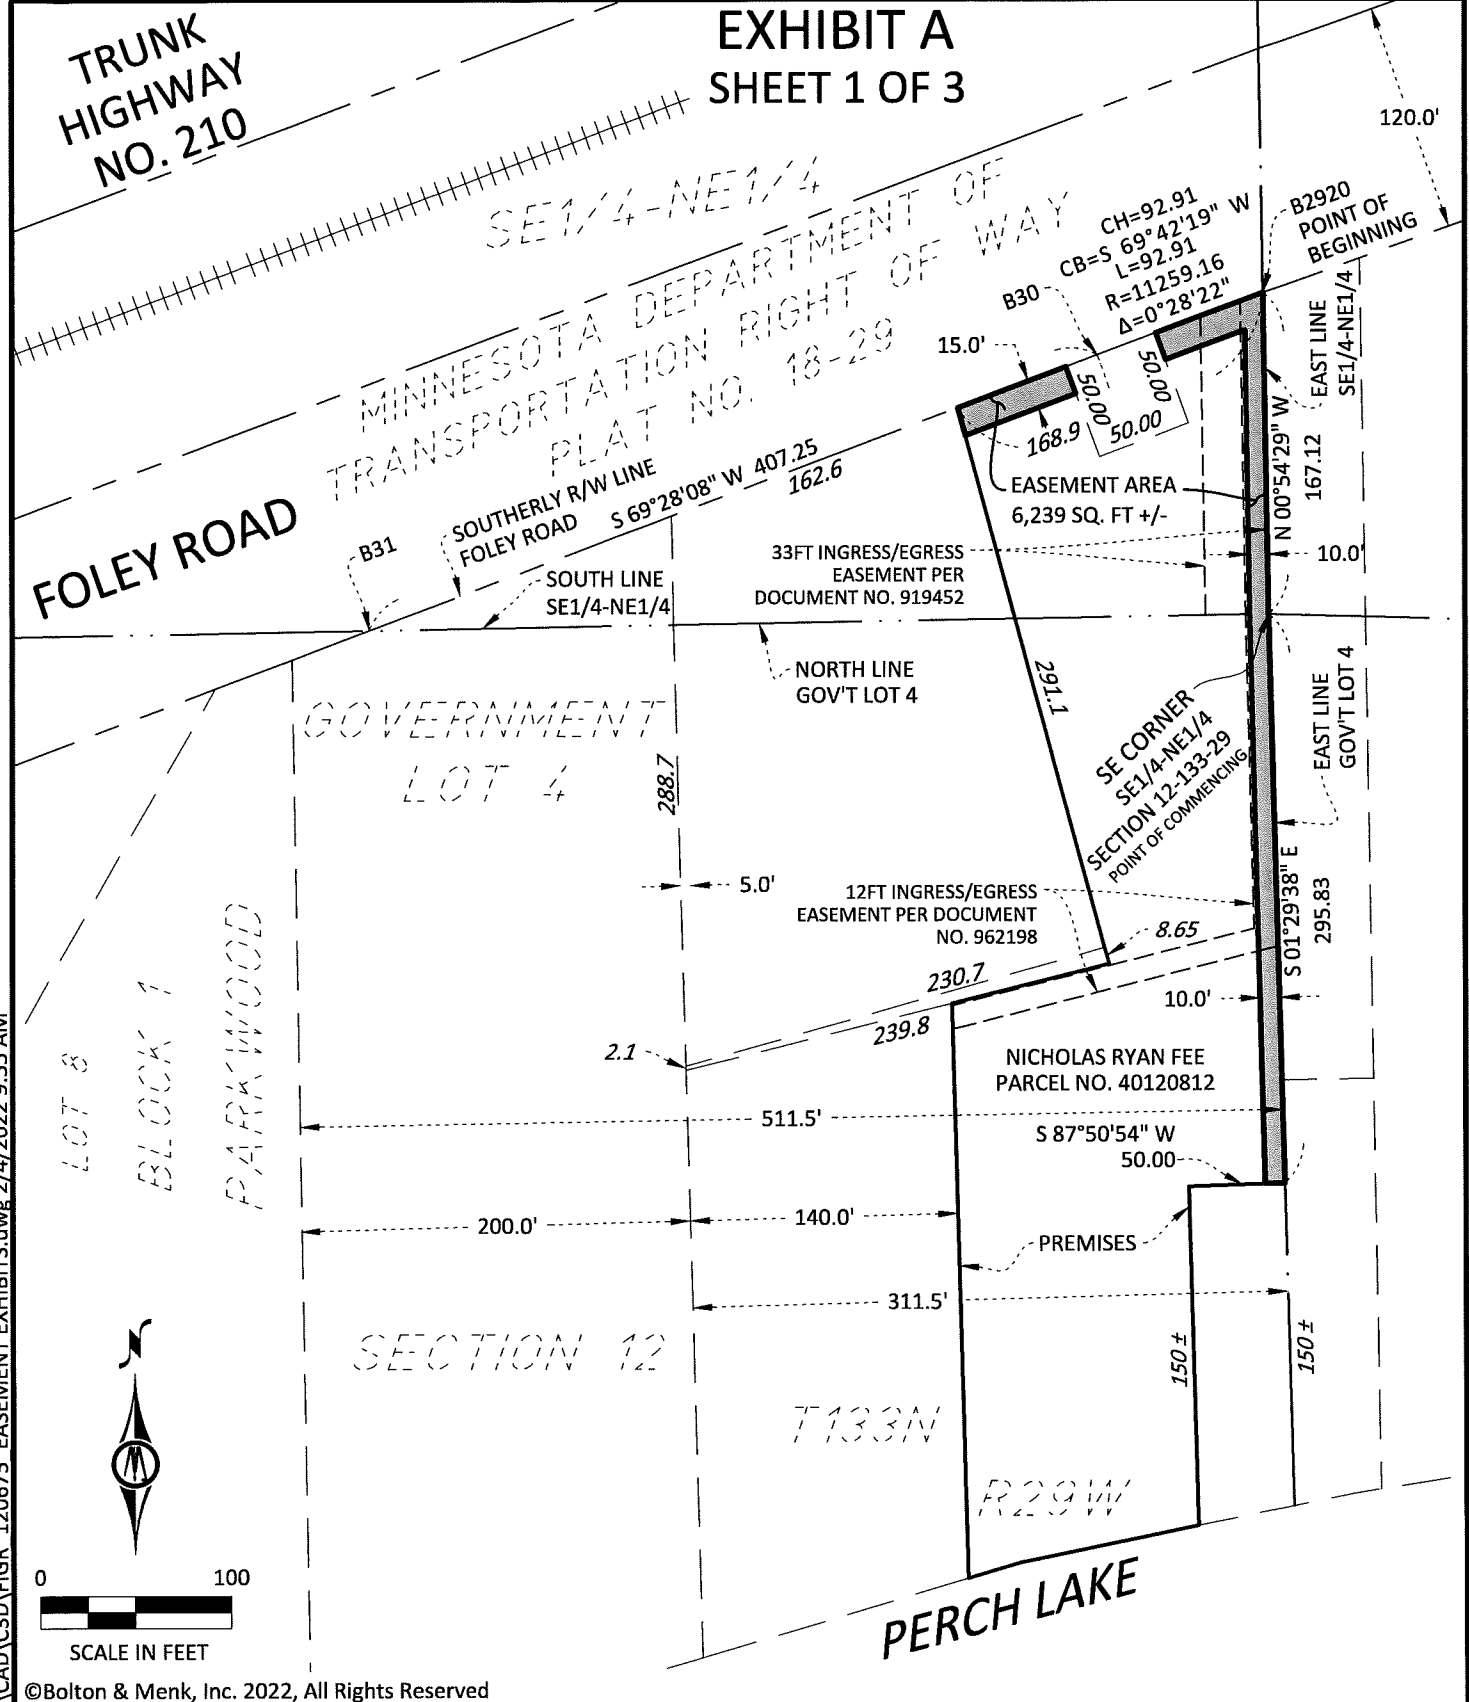 EXHIBIT A
SHEET 1 OF 3
TRUNK
HIGHWAY
NO. 210
120.0'
SE1/4-NE1/4
MINNESOTA DEPARTMENT OF
TRANSPORTATION RIGHT OF WAY
PLAT NO. 18-29
CH=92.91
CB=S 69°42'19" W
L=92.91
R=11259.16
Δ=0°28'22"
B2920
POINT OF
BEGINNING
B30
15.0'
EAST LINE
SE1/4-NE1/4
50.00
50.00
50.00
168.9
N 00°54'29" W
167.12
S 69°28'08" W 407.25
162.6
SOUTHERLY R/W LINE
FOLEY ROAD
FOLEY ROAD
B31
EASEMENT AREA
6,239 SQ. FT +/-
33FT INGRESS/EGRESS
EASEMENT PER
DOCUMENT NO. 919452
10.0'
SOUTH LINE
SE1/4-NE1/4
NORTH LINE
GOV'T LOT 4
291.1
GOVERNMENT
LOT 4
288.7
SE CORNER
SE1/4-NE1/4
SECTION 12-133-29
POINT OF COMMENCING
EAST LINE
GOV'T LOT 4
5.0'
12FT INGRESS/EGRESS
EASEMENT PER DOCUMENT
NO. 962198
8.65
S 01°29'38" E
295.83
230.7
239.8
10.0'
2.1
LOT 8
BLOCK 1
PARKWOOD
NICHOLAS RYAN FEE
PARCEL NO. 40120812
511.5'
S 87°50'54" W
50.00
200.0'
140.0'
PREMISES
311.5'
150 ±
150 ±
SECTION 12
T133N
R29W
N
PERCH LAKE
0 100
SCALE IN FEET
©Bolton & Menk, Inc. 2022, All Rights Reserved